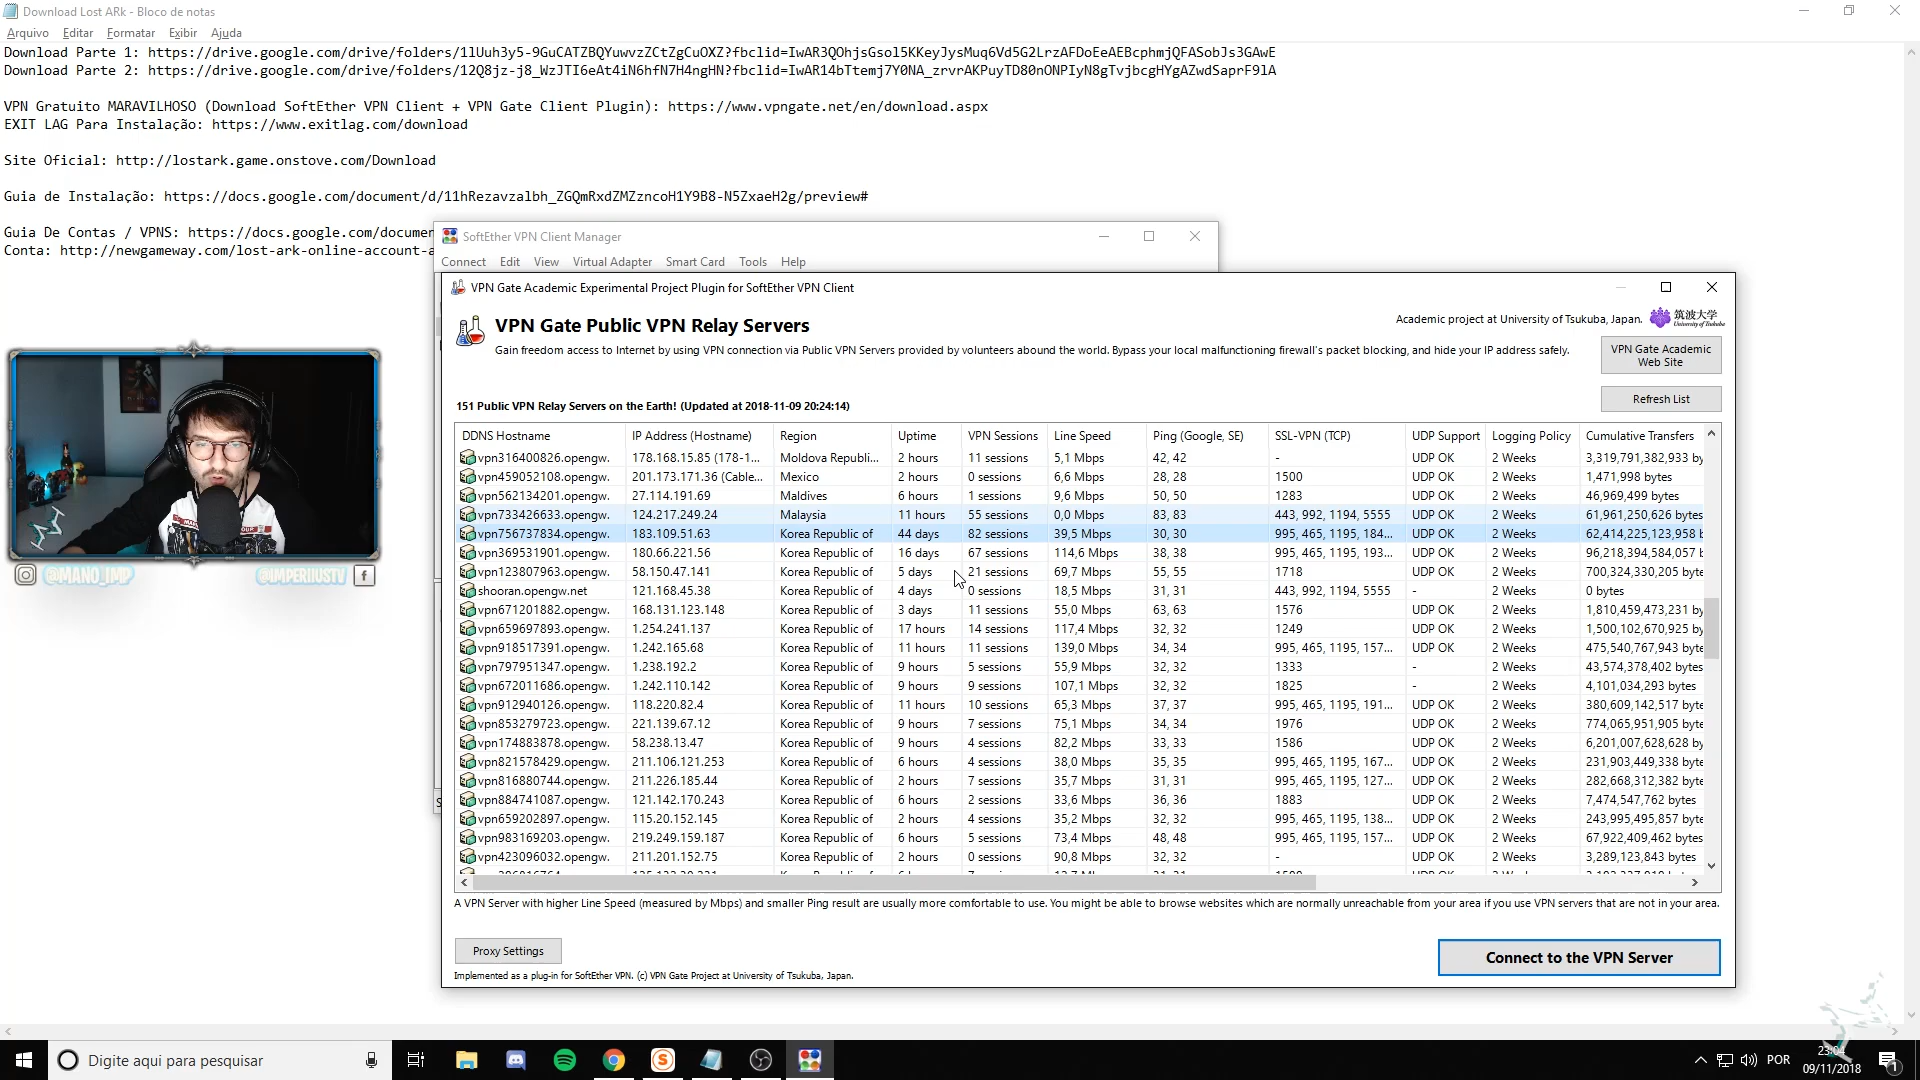 Download Lost ARk - Bloco de notas
Arquivo Editar Formatar Exibir Ajuda
Download Parte 1: https://drive.google.com/drive/folders/1lUuh3y5-9GuCATZBQYuwvzZCtZgCuOXZ?fbclid=IwAR3QOhjsGsol5KKeyJysMuq6Vd5G2LrzAFDoEeAEBcphmjQFASobJs3GAwE
Download Parte 2: https://drive.google.com/drive/folders/12Q8jz-j8_WzJTI6eAt4iN6hfN7H4ngHN?fbclid=IwAR14bTtemj7Y0NA_zrvrAKPuyTD80nONPIyN8gTvjbcgHYgAZwdSaprF9lA
VPN Gratuito MARAVILHOSO (Download SoftEther VPN Client + VPN Gate Client Plugin): https://www.vpngate.net/en/download.aspx
EXIT LAG Para Instalação: https://www.exitlag.com/download
Site Oficial: http://lostark.game.onstove.com/Download
Guia de Instalação: https://docs.google.com/document/d/11hRezavzalbh_ZGQmRxdZMZzncoH1Y9B8-N5ZxaeH2g/preview#
Guia De Contas / VPNS: https://docs.google.com/documen
Conta: http://newgameway.com/lost-ark-online-account-a
SoftEther VPN Client Manager
Connect Edit View Virtual Adapter Smart Card Tools Help
VPN Gate Academic Experimental Project Plugin for SoftEther VPN Client
VPN Gate Public VPN Relay Servers
Academic project at University of Tsukuba, Japan. 筑波大学
University of Tsukuba
Gain freedom access to Internet by using VPN connection via Public VPN Servers provided by volunteers abound the world. Bypass your local malfunctioning firewall's packet blocking, and hide your IP address safely.
VPN Gate Academic
Web Site
Refresh List
151 Public VPN Relay Servers on the Earth! (Updated at 2018-11-09 20:24:14)
DDNS Hostname IP Address (Hostname) Region Uptime VPN Sessions Line Speed Ping (Google, SE) SSL-VPN (TCP) UDP Support Logging Policy Cumulative Transfers
vpn316400826.opengw. 178.168.15.85 (178-1... Moldova Republi... 2 hours 11 sessions 5,1 Mbps 42, 42 - UDP OK 2 Weeks 3,319,791,382,933 by
vpn459052108.opengw. 201.173.171.36 (Cable... Mexico 2 hours 0 sessions 6,6 Mbps 28, 28 1500 UDP OK 2 Weeks 1,471,998 bytes
vpn562134201.opengw. 27.114.191.69 Maldives 6 hours 1 sessions 9,6 Mbps 50, 50 1283 UDP OK 2 Weeks 46,969,499 bytes
vpn733426633.opengw. 124.217.249.24 Malaysia 11 hours 55 sessions 0,0 Mbps 83, 83 443, 992, 1194, 5555 UDP OK 2 Weeks 61,961,250,626 bytes
vpn756737834.opengw. 183.109.51.63 Korea Republic of 44 days 82 sessions 39,5 Mbps 30, 30 995, 465, 1195, 184... UDP OK 2 Weeks 62,414,225,123,958 b
vpn369531901.opengw. 180.66.221.56 Korea Republic of 16 days 67 sessions 114,6 Mbps 38, 38 995, 465, 1195, 193... UDP OK 2 Weeks 96,218,394,584,057 b
vpn123807963.opengw. 58.150.47.141 Korea Republic of 5 days 21 sessions 69,7 Mbps 55, 55 1718 UDP OK 2 Weeks 700,324,330,205 byte
shooran.opengw.net 121.168.45.38 Korea Republic of 4 days 0 sessions 18,5 Mbps 31, 31 443, 992, 1194, 5555 - 2 Weeks 0 bytes
vpn671201882.opengw. 168.131.123.148 Korea Republic of 3 days 11 sessions 55,0 Mbps 63, 63 1576 UDP OK 2 Weeks 1,810,459,473,231 by
vpn659697893.opengw. 1.254.241.137 Korea Republic of 17 hours 14 sessions 117,4 Mbps 32, 32 1249 UDP OK 2 Weeks 1,500,102,670,925 by
vpn918517391.opengw. 1.242.165.68 Korea Republic of 11 hours 11 sessions 139,0 Mbps 34, 34 995, 465, 1195, 157... UDP OK 2 Weeks 475,540,767,943 byte
vpn797951347.opengw. 1.238.192.2 Korea Republic of 9 hours 5 sessions 55,9 Mbps 32, 32 1333 - 2 Weeks 43,574,378,402 bytes
vpn672011686.opengw. 1.242.110.142 Korea Republic of 9 hours 9 sessions 107,1 Mbps 32, 32 1825 - 2 Weeks 4,101,034,293 bytes
vpn912940126.opengw. 118.220.82.4 Korea Republic of 11 hours 10 sessions 65,3 Mbps 37, 37 995, 465, 1195, 191... UDP OK 2 Weeks 380,609,142,517 byte
vpn853279723.opengw. 221.139.67.12 Korea Republic of 9 hours 7 sessions 75,1 Mbps 34, 34 1976 UDP OK 2 Weeks 774,065,951,905 byte
vpn174883878.opengw. 58.238.13.47 Korea Republic of 9 hours 4 sessions 82,2 Mbps 33, 33 1586 UDP OK 2 Weeks 6,201,007,628,628 by
vpn821578429.opengw. 211.106.121.253 Korea Republic of 6 hours 4 sessions 38,0 Mbps 35, 35 995, 465, 1195, 167... UDP OK 2 Weeks 231,903,449,338 byte
vpn816880744.opengw. 211.226.185.44 Korea Republic of 2 hours 7 sessions 35,7 Mbps 31, 31 995, 465, 1195, 127... UDP OK 2 Weeks 282,668,312,382 byte
vpn884741087.opengw. 121.142.170.243 Korea Republic of 6 hours 2 sessions 33,6 Mbps 36, 36 1883 UDP OK 2 Weeks 7,474,547,762 bytes
vpn659202897.opengw. 115.20.152.145 Korea Republic of 2 hours 4 sessions 35,2 Mbps 32, 32 995, 465, 1195, 138... UDP OK 2 Weeks 243,995,495,857 byte
vpn983169203.opengw. 219.249.159.187 Korea Republic of 6 hours 5 sessions 73,4 Mbps 48, 48 995, 465, 1195, 157... UDP OK 2 Weeks 67,922,409,462 bytes
vpn423096032.opengw. 211.201.152.75 Korea Republic of 2 hours 0 sessions 90,8 Mbps 32, 32 - UDP OK 2 Weeks 3,289,123,843 bytes
A VPN Server with higher Line Speed (measured by Mbps) and smaller Ping result are usually more comfortable to use. You might be able to browse websites which are normally unreachable from your area if you use VPN servers that are not in your area.
Proxy Settings
Connect to the VPN Server
Implemented as a plug-in for SoftEther VPN. (c) VPN Gate Project at University of Tsukuba, Japan.
@MANO_IMP @IMPERIIUSTV
Digite aqui para pesquisar
POR
23:04
09/11/2018
1